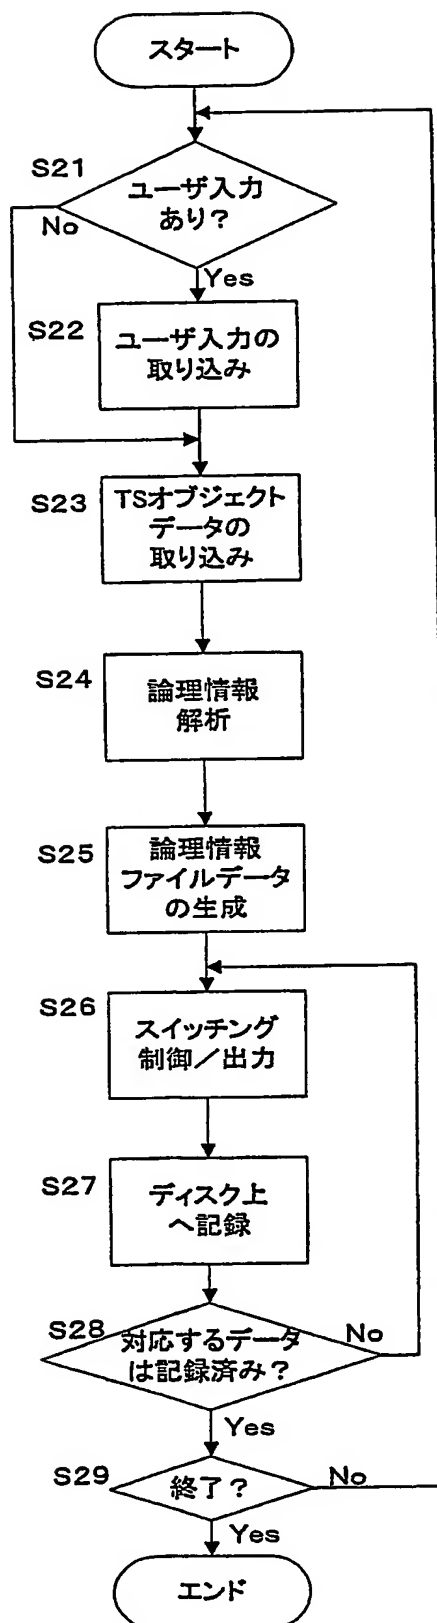 スタート
S21
ユーザ入力
あり？
No
Yes
S22
ユーザ入力の
取り込み
S23
TSオブジェクト
データの
取り込み
S24
論理情報
解析
S25
論理情報
ファイルデータ
の生成
S26
スイッチング
制御／出力
S27
ディスク上
へ記録
S28
対応するデータ
は記録済み？
No
Yes
S29
終了？
No
Yes
エンド